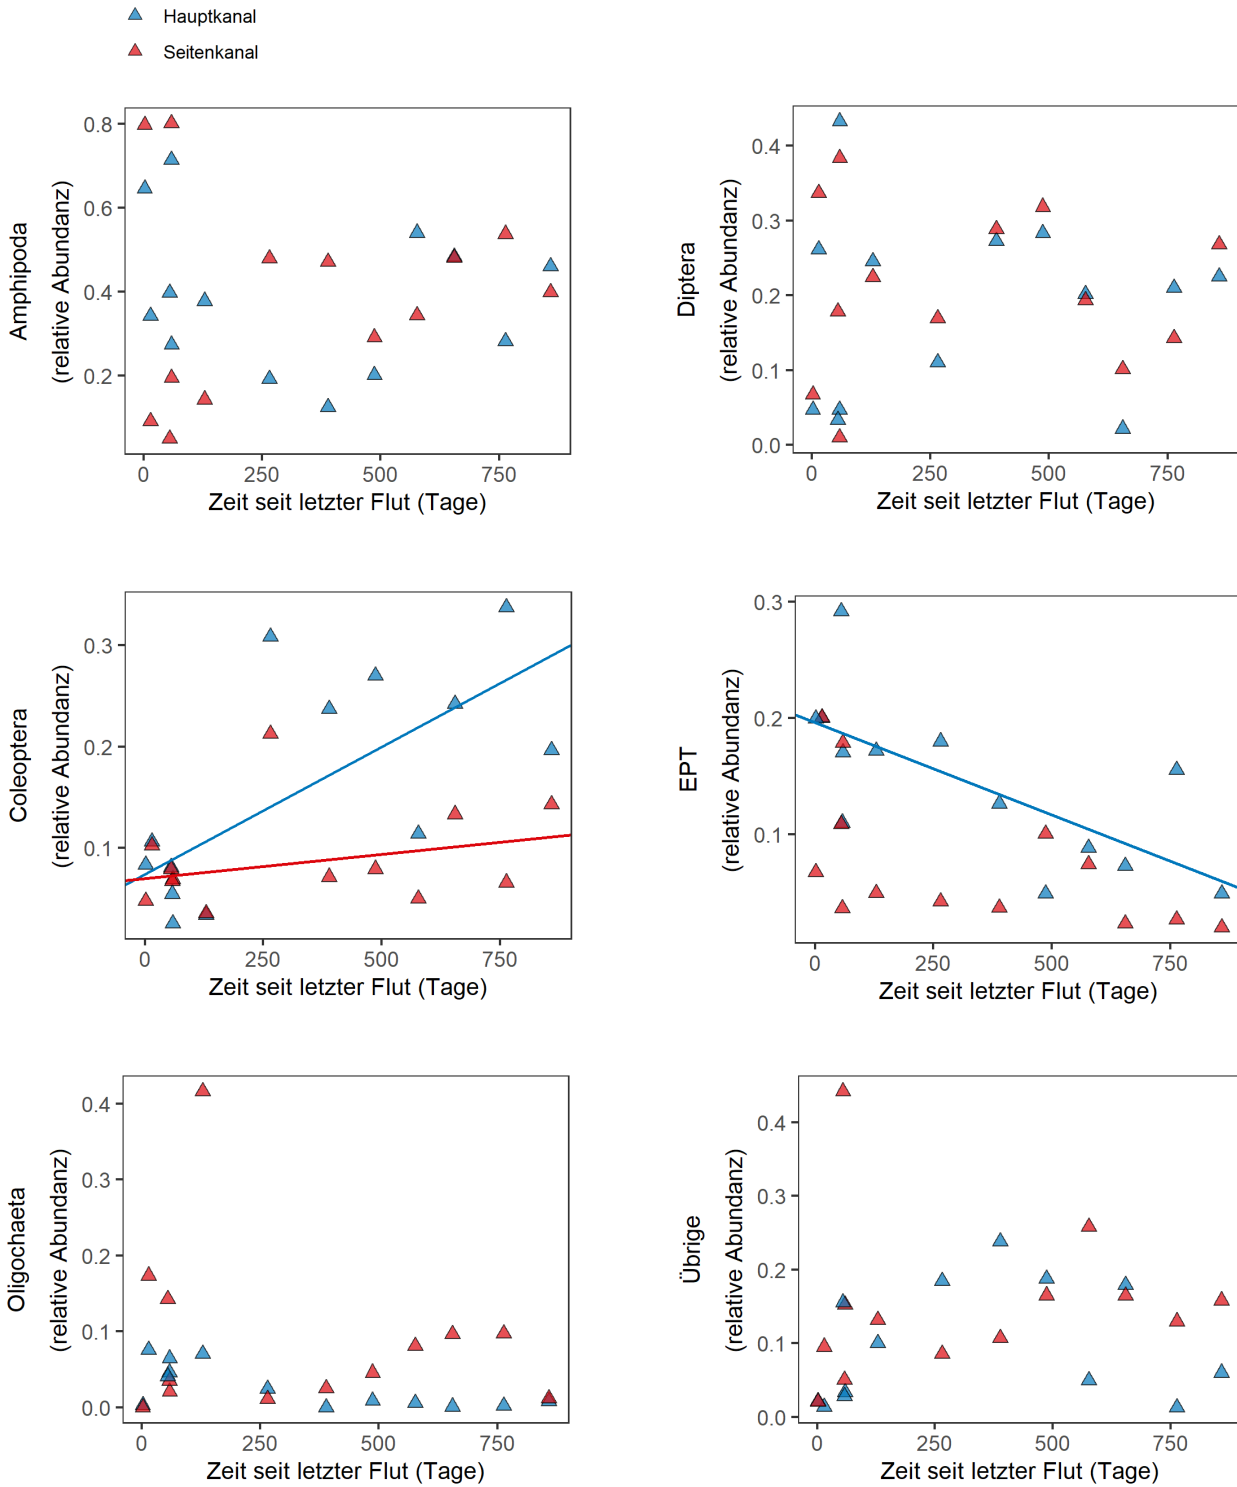 Hauptkanal
Seitenkanal
Amphipoda
(relative Abundanz)
0.8
0.6
0.4
0.2
0 250 500 750
Zeit seit letzter Flut (Tage)
Diptera
(relative Abundanz)
0.4
0.3
0.2
0.1
0.0
0 250 500 750
Zeit seit letzter Flut (Tage)
Coleoptera
(relative Abundanz)
0.3
0.2
0.1
0 250 500 750
Zeit seit letzter Flut (Tage)
EPT
(relative Abundanz)
0.3
0.2
0.1
0 250 500 750
Zeit seit letzter Flut (Tage)
Oligochaeta
(relative Abundanz)
0.4
0.3
0.2
0.1
0.0
0 250 500 750
Zeit seit letzter Flut (Tage)
Übrige
(relative Abundanz)
0.4
0.3
0.2
0.1
0.0
0 250 500 750
Zeit seit letzter Flut (Tage)